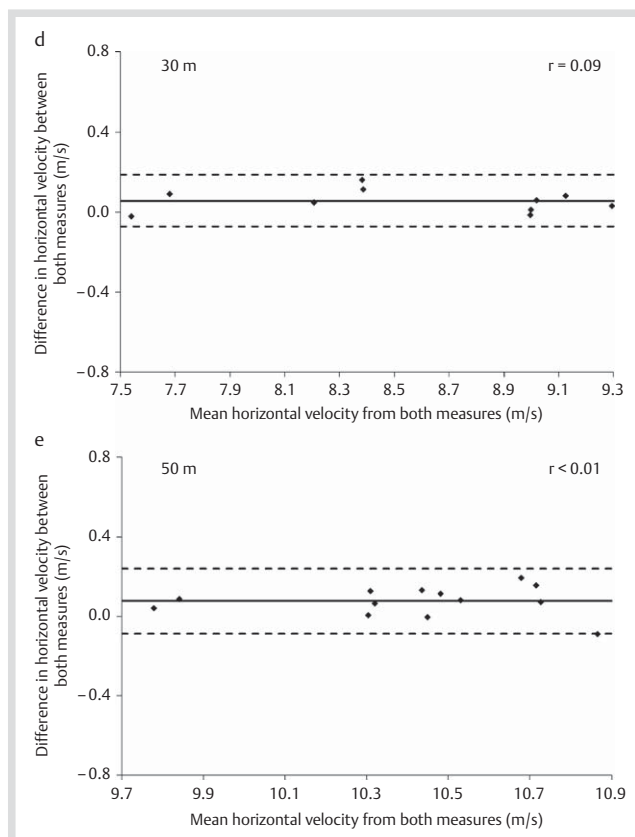 d
30 m
r = 0.09
0.8
0.4
0.0
– 0.4
– 0.8
Difference in horizontal velocity between
both measures (m/s)
7.5 7.7 7.9 8.1 8.3 8.5 8.7 8.9 9.1 9.3
Mean horizontal velocity from both measures (m/s)
e
50 m
r < 0.01
0.8
0.4
0.0
– 0.4
– 0.8
Difference in horizontal velocity between
both measures (m/s)
9.7 9.9 10.1 10.3 10.5 10.7 10.9
Mean horizontal velocity from both measures (m/s)